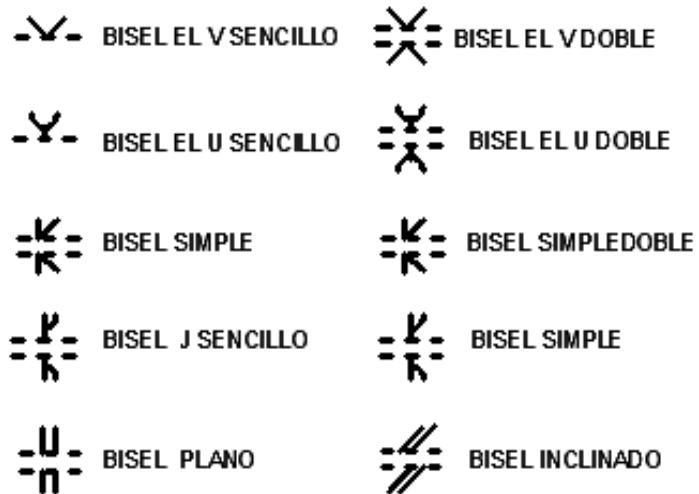 BISEL EL V SENCILLO
BISEL EL V DOBLE
BISEL EL U SENCILLO
BISEL EL U DOBLE
BISEL SIMPLE
BISEL SIMPLEDOBLE
BISEL J SENCILLO
BISEL SIMPLE
BISEL PLANO
BISEL INCLINADO